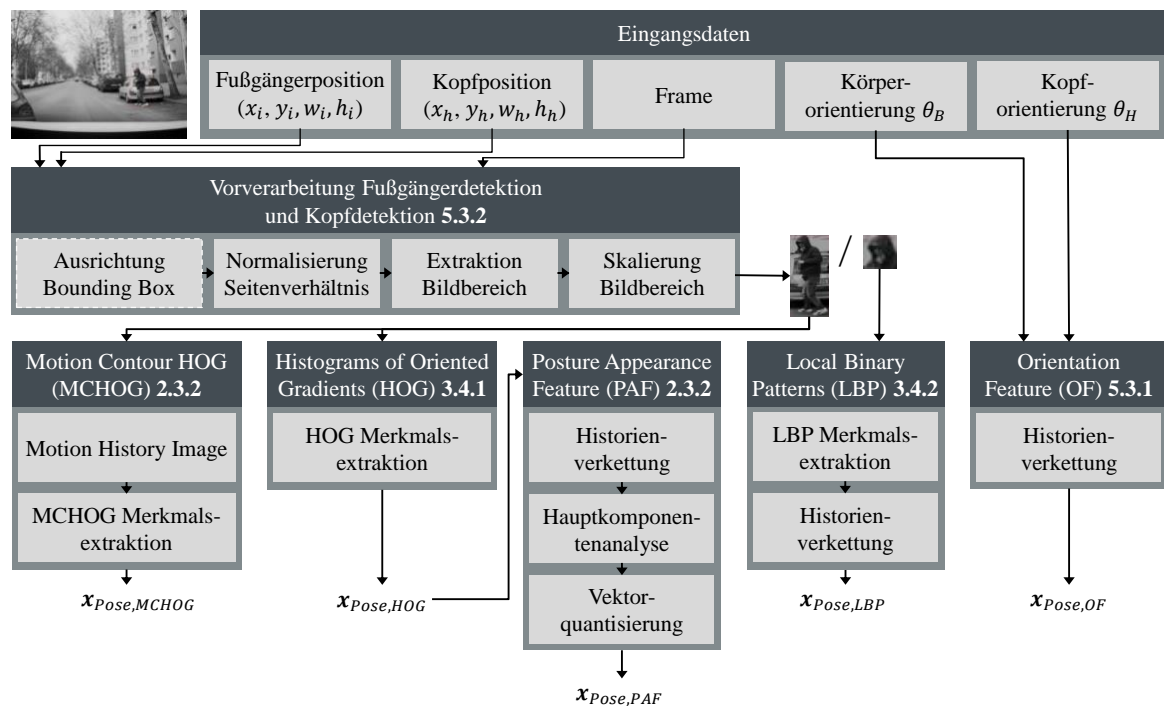 Eingangsdaten
Fußgängerposition
(x_i, y_i, w_i, h_i)
Kopfposition
(x_h, y_h, w_h, h_h)
Frame
Körper-
orientierung θ_B
Kopf-
orientierung θ_H
Vorverarbeitung Fußgängerdetektion
und Kopfdetektion 5.3.2
Ausrichtung
Bounding Box
Normalisierung
Seitenverhältnis
Extraktion
Bildbereich
Skalierung
Bildbereich
/
Motion Contour HOG
(MCHOG) 2.3.2
Motion History Image
MCHOG Merkmals-
extraktion
x_Pose,MCHOG
Histograms of Oriented
Gradients (HOG) 3.4.1
HOG Merkmals-
extraktion
x_Pose,HOG
Posture Appearance
Feature (PAF) 2.3.2
Historien-
verkettung
Hauptkomponen-
tenanalyse
Vektor-
quantisierung
x_Pose,PAF
Local Binary
Patterns (LBP) 3.4.2
LBP Merkmals-
extraktion
Historien-
verkettung
x_Pose,LBP
Orientation
Feature (OF) 5.3.1
Historien-
verkettung
x_Pose,OF